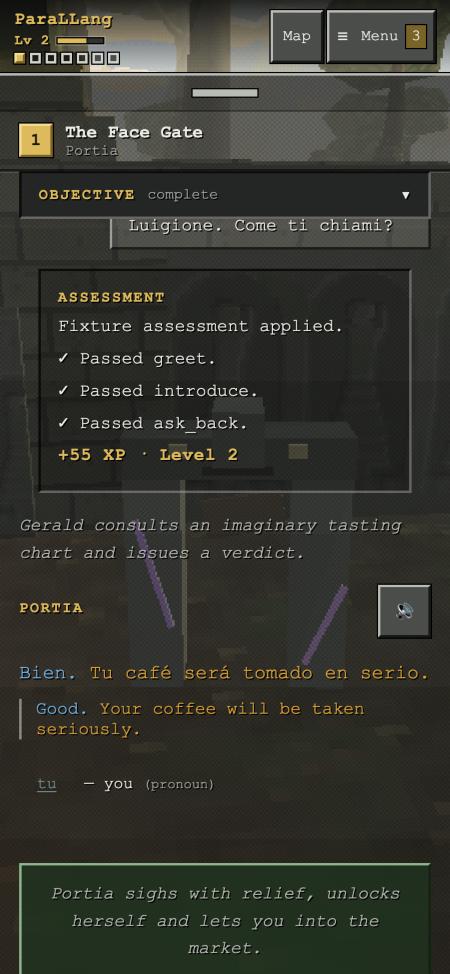 ParaLLang
Lv 2
Map
≡ Menu 3
1
The Face Gate
Portia
OBJECTIVE complete ▼
Luigione. Come ti chiami?
ASSESSMENT
Fixture assessment applied.
✓ Passed greet.
✓ Passed introduce.
✓ Passed ask_back.
+55 XP · Level 2
Gerald consults an imaginary tasting
chart and issues a verdict.
PORTIA
Bien. Tu café será tomado en serio.
Good. Your coffee will be taken
seriously.
tu — you (pronoun)
Portia sighs with relief, unlocks
herself and lets you into the
market.